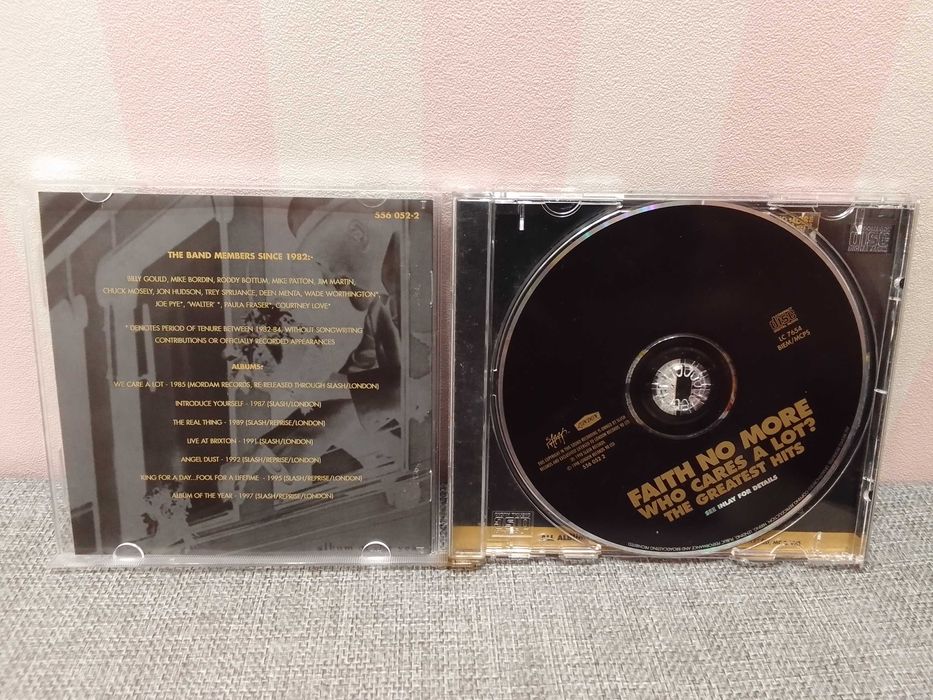 556 052-2
THE BAND MEMBERS SINCE 1982:-
BILLY GOULD, MIKE BORDIN, RODDY BOTTUM, MIKE PATTON, JIM MARTIN,
CHUCK MOSELY, JON HUDSON, TREY SPRUANCE, DEEN MENTA, WADE WORTHINGTON*,
JOE PYE*, 'WALTER' *, PAULA FRASER*, COURTNEY LOVE*
* DENOTES PERIOD OF TENURE BETWEEN 1982-84, WITHOUT SONGWRITING
CONTRIBUTIONS OR OFFICIALLY RECORDED APPEARANCES
ALBUMS:
WE CARE A LOT - 1985 (MORDAM RECORDS, RE-RELEASED THROUGH SLASH/LONDON)
INTRODUCE YOURSELF - 1987 (SLASH/LONDON)
THE REAL THING - 1989 (SLASH/REPRISE/LONDON)
LIVE AT BRIXTON - 1991 (SLASH/LONDON)
ANGEL DUST - 1992 (SLASH/REPRISE/LONDON)
KING FOR A DAY...FOOL FOR A LIFETIME - 1995 (SLASH/REPRISE/LONDON)
ALBUM OF THE YEAR - 1997 (SLASH/REPRISE/LONDON)
disc
LC 7654
BIEM/MCPS
Slash
LONDON
556 052 2
FAITH NO MORE
WHO CARES A LOT?
THE GREATEST HITS
SEE INLAY FOR DETAILS